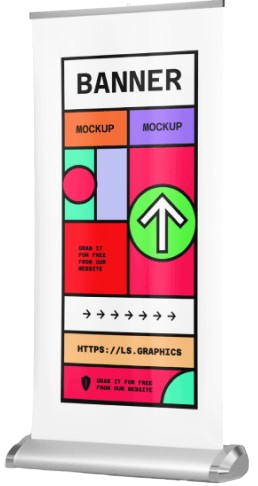 BANNER
MOCKUP MOCKUP
GRAB IT
FOR FREE
FROM OUR
WEBSITE
→→→→→→→
HTTPS://LS.GRAPHICS
GRAB IT FOR FREE
FROM OUR WEBSITE